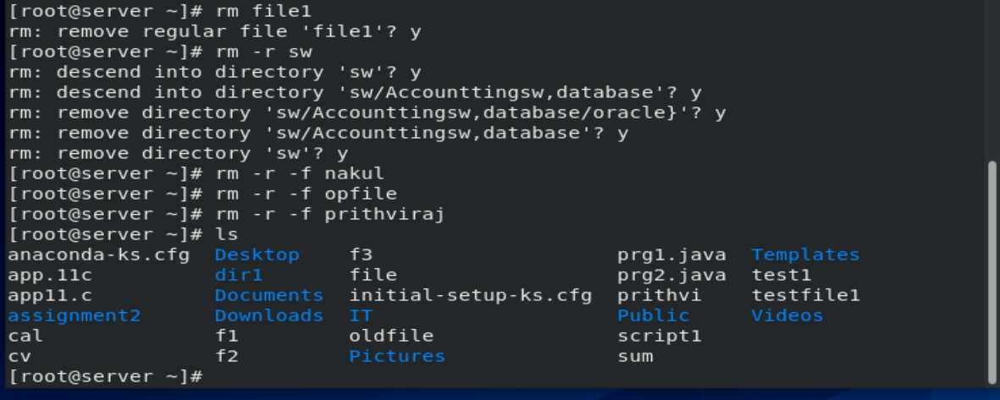 [root@server ~]# rm file1
rm: remove regular file 'file1'? y
[root@server ~]# rm -r sw
rm: descend into directory 'sw'? y
rm: descend into directory 'sw/Accounttingsw,database'? y
rm: remove directory 'sw/Accounttingsw,database/oracle}'? y
rm: remove directory 'sw/Accounttingsw,database'? y
rm: remove directory 'sw'? y
[root@server ~]# rm -r -f nakul
[root@server ~]# rm -r -f opfile
[root@server ~]# rm -r -f prithviraj
[root@server ~]# ls
anaconda-ks.cfg  Desktop    f3                    prg1.java  Templates
app.11c          dir1       file                  prg2.java  test1
app11.c          Documents  initial-setup-ks.cfg  prithvi    testfile1
assignment2      Downloads  IT                    Public     Videos
cal              f1         oldfile               script1
cv               f2         Pictures              sum
[root@server ~]#